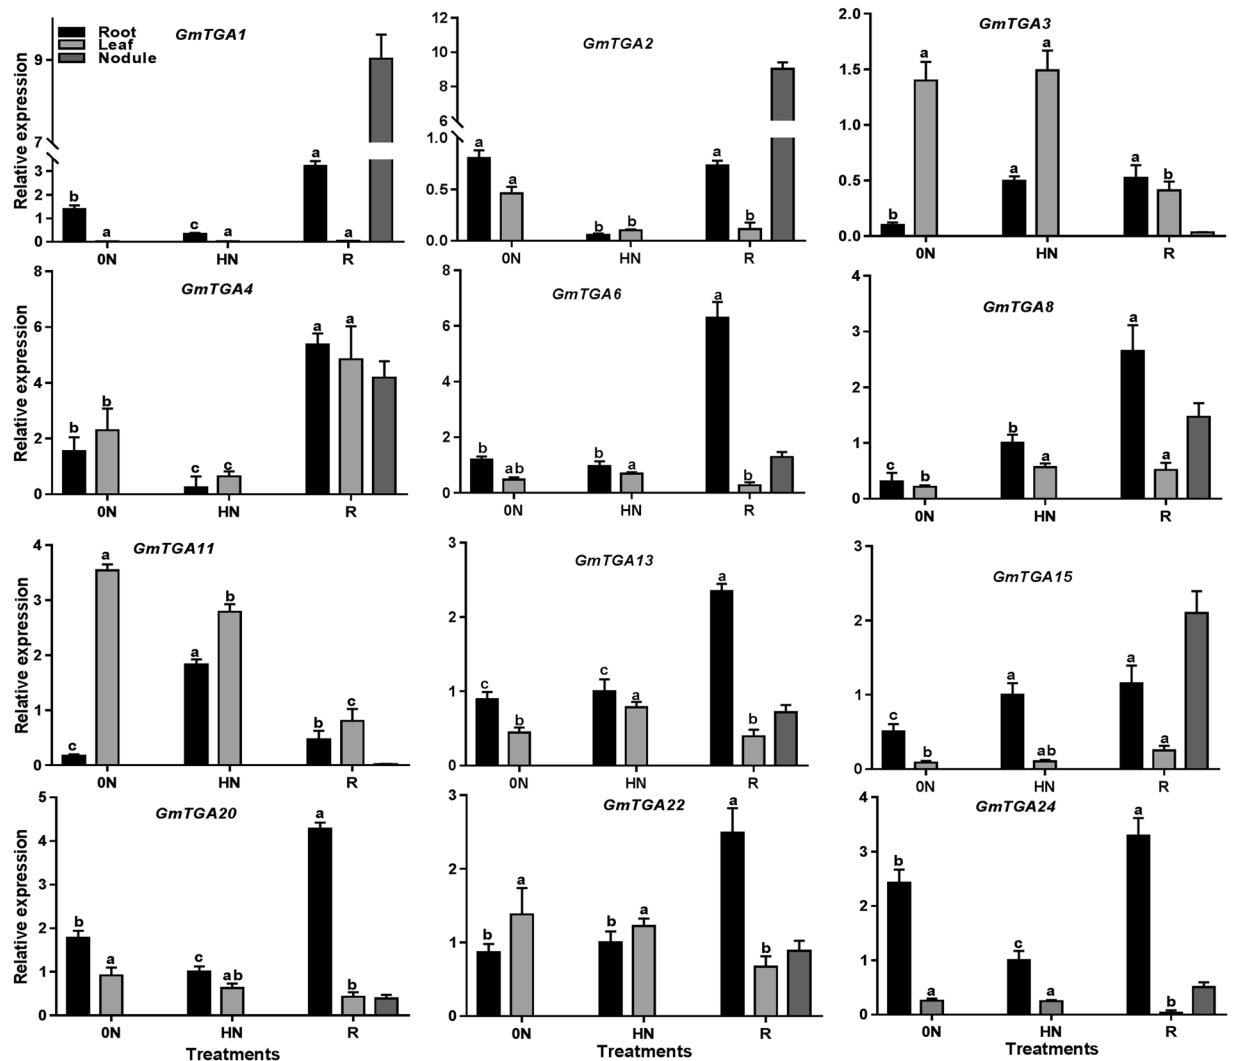 Root
Leaf
Nodule
GmTGA1
Relative expression
9
7
3
2
1
0
b
a
c
a
a
a
0N
HN
R
GmTGA2
12
10
8
6
1.0
0.5
0.0
a
a
b
b
a
b
0N
HN
R
GmTGA3
2.0
1.5
1.0
0.5
0.0
b
a
a
a
a
b
0N
HN
R
GmTGA4
Relative expression
8
6
4
2
0
b
b
c
c
a
a
0N
HN
R
GmTGA6
8
6
4
2
0
b
ab
b
a
a
b
0N
HN
R
GmTGA8
4
3
2
1
0
c
b
b
a
a
a
0N
HN
R
GmTGA11
Relative expression
4
3
2
1
0
c
a
a
b
b
c
0N
HN
R
GmTGA13
3
2
1
0
c
b
c
a
a
b
0N
HN
R
GmTGA15
3
2
1
0
c
b
a
ab
a
a
0N
HN
R
GmTGA20
Relative expression
5
4
3
2
1
0
b
a
c
ab
a
b
0N
HN
R
Treatments
GmTGA22
3
2
1
0
b
a
b
a
a
b
0N
HN
R
Treatments
GmTGA24
4
3
2
1
0
b
a
c
a
a
b
0N
HN
R
Treatments